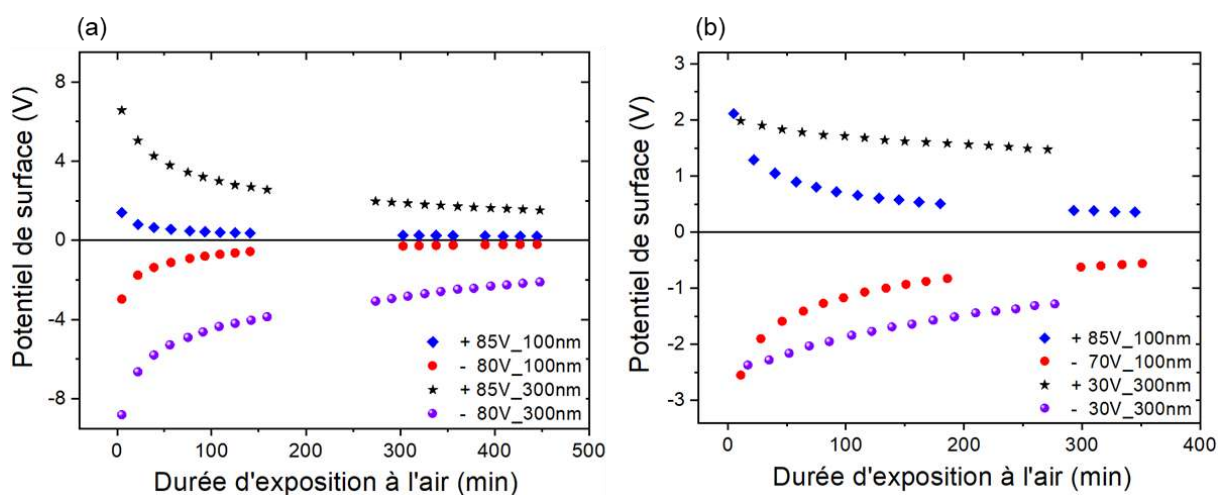 (a)
8
4
0
-4
-8
Potentiel de surface (V)
+ 85V_100nm
- 80V_100nm
+ 85V_300nm
- 80V_300nm
0 100 200 300 400 500
Durée d'exposition à l'air (min)
(b)
3
2
1
0
-1
-2
-3
Potentiel de surface (V)
+ 85V_100nm
- 70V_100nm
+ 30V_300nm
- 30V_300nm
0 100 200 300 400
Durée d'exposition à l'air (min)